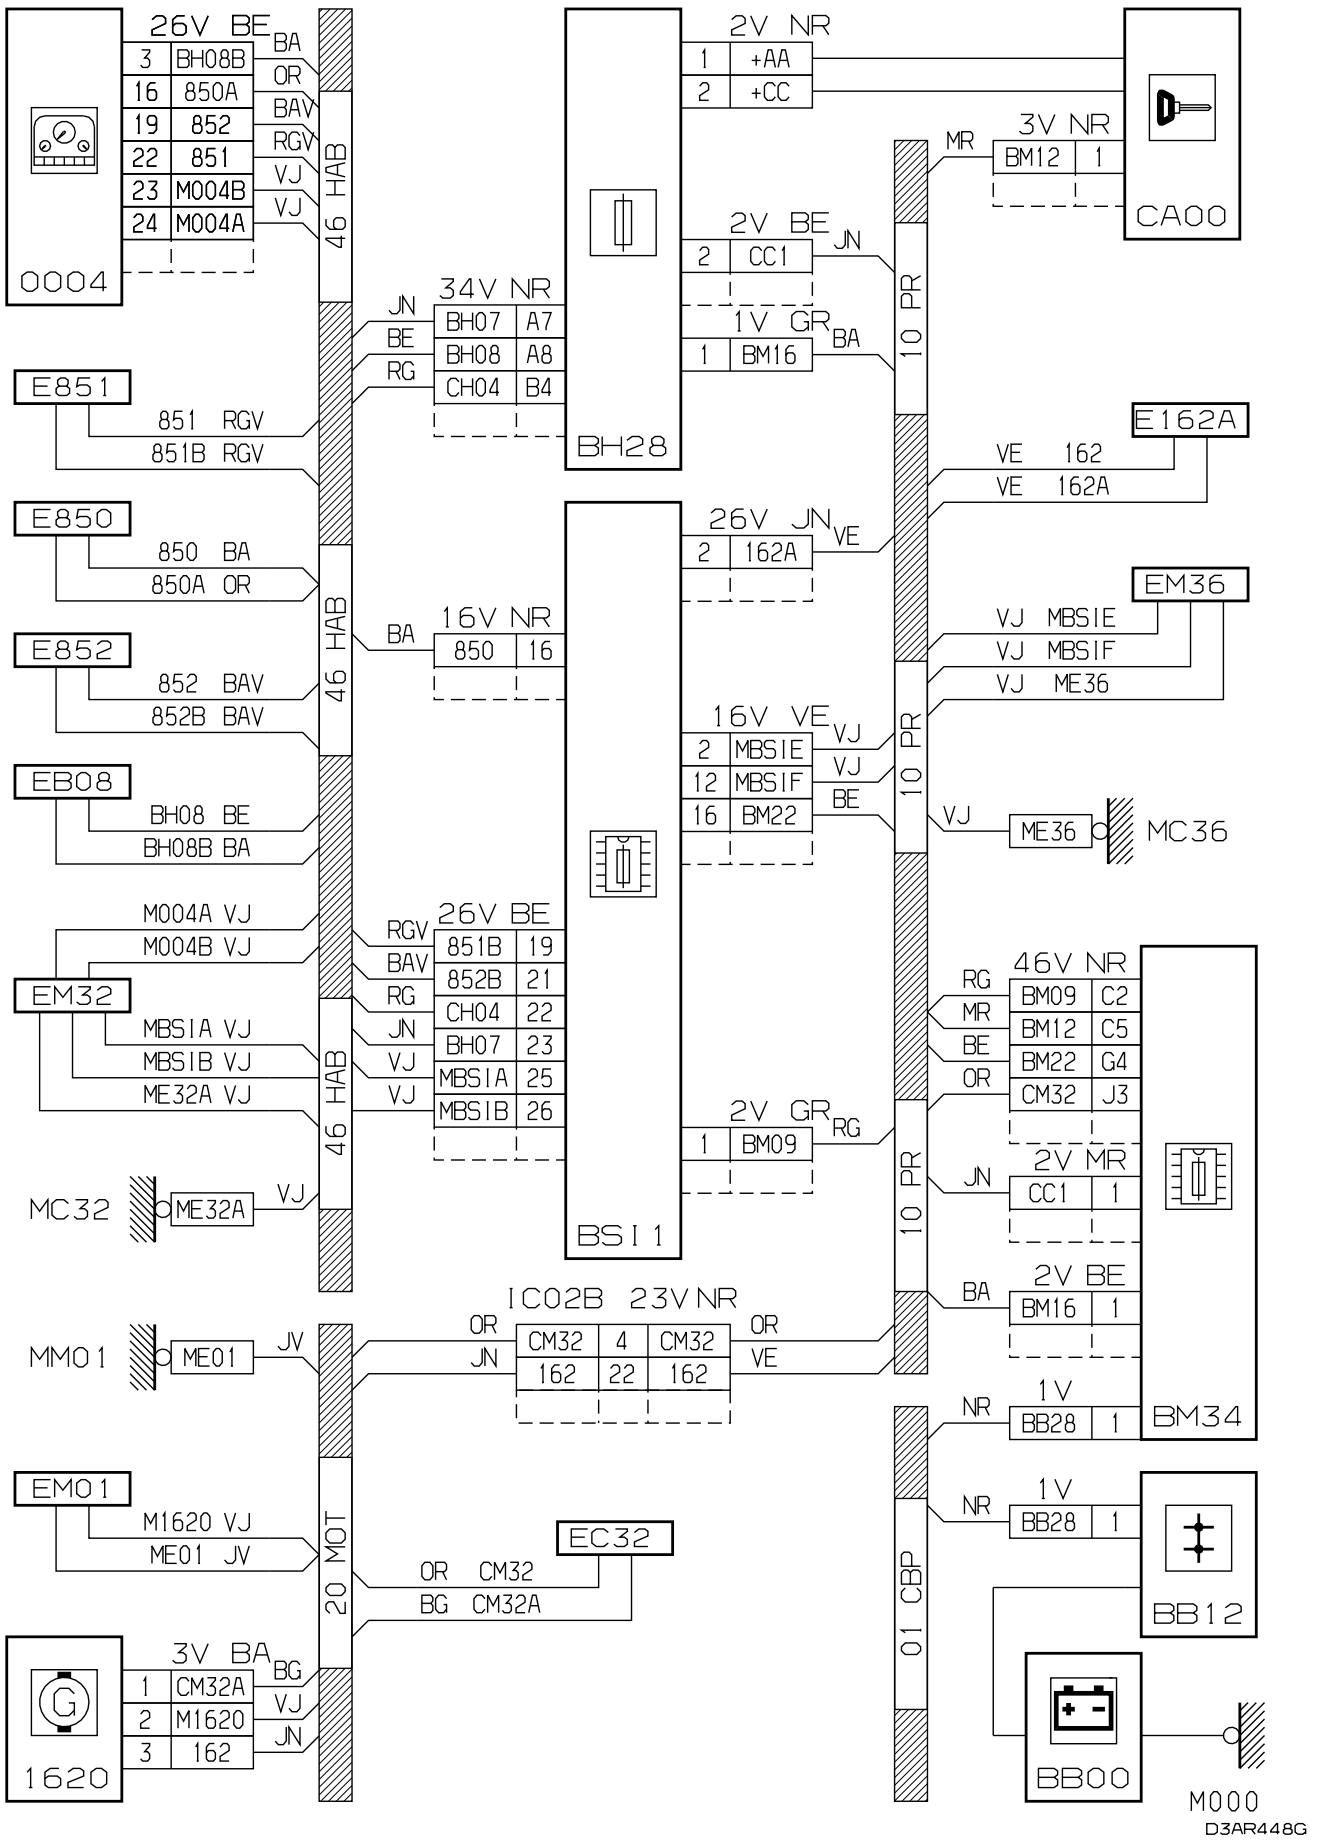 26V BE
3 BH08B BA
16 850A OR
19 852 BAV
22 851 RGV
23 M004B VJ
24 M004A VJ
0004
46 HAB
E851
851 RGV
851B RGV
E850
850 BA
850A OR
E852
852 BAV
852B BAV
EB08
BH08 BE
BH08B BA
46 HAB
M004A VJ
M004B VJ
EM32
MBSIA VJ
MBSIB VJ
ME32A VJ
46 HAB
MC32 ME32A VJ
MM01 ME01 JV
EM01
M1620 VJ
ME01 JV
20 MOT
3V BA
1 CM32A BG
2 M1620 VJ
3 162 JN
G
1620
2V NR
1 +AA
2 +CC
2V BE
2 CC1 JN
34V NR
JN BH07 A7
BE BH08 A8
RG CH04 B4
1V GR
1 BM16 BA
BH28
26V JN
2 162A VE
16V NR
BA 850 16
16V VE
2 MBSIE VJ
12 MBSIF VJ
16 BM22 BE
26V BE
RGV 851B 19
BAV 852B 21
RG CH04 22
JN BH07 23
VJ MBSIA 25
VJ MBSIB 26
2V GR
1 BM09 RG
BSI1
IC02B 23V NR
OR CM32 4 CM32 OR
JN 162 22 162 VE
EC32
OR CM32
BG CM32A
3V NR
MR BM12 1
CA00
10 PR
E162A
VE 162
VE 162A
EM36
VJ MBSIE
VJ MBSIF
VJ ME36
10 PR
VJ ME36 MC36
46V NR
RG BM09 C2
MR BM12 C5
BE BM22 G4
OR CM32 J3
10 PR
2V MR
JN CC1 1
2V BE
BA BM16 1
1V
NR BB28 1
BM34
1V
NR BB28 1
BB12
01 CBP
+ -
BB00
M000
D3AR448G